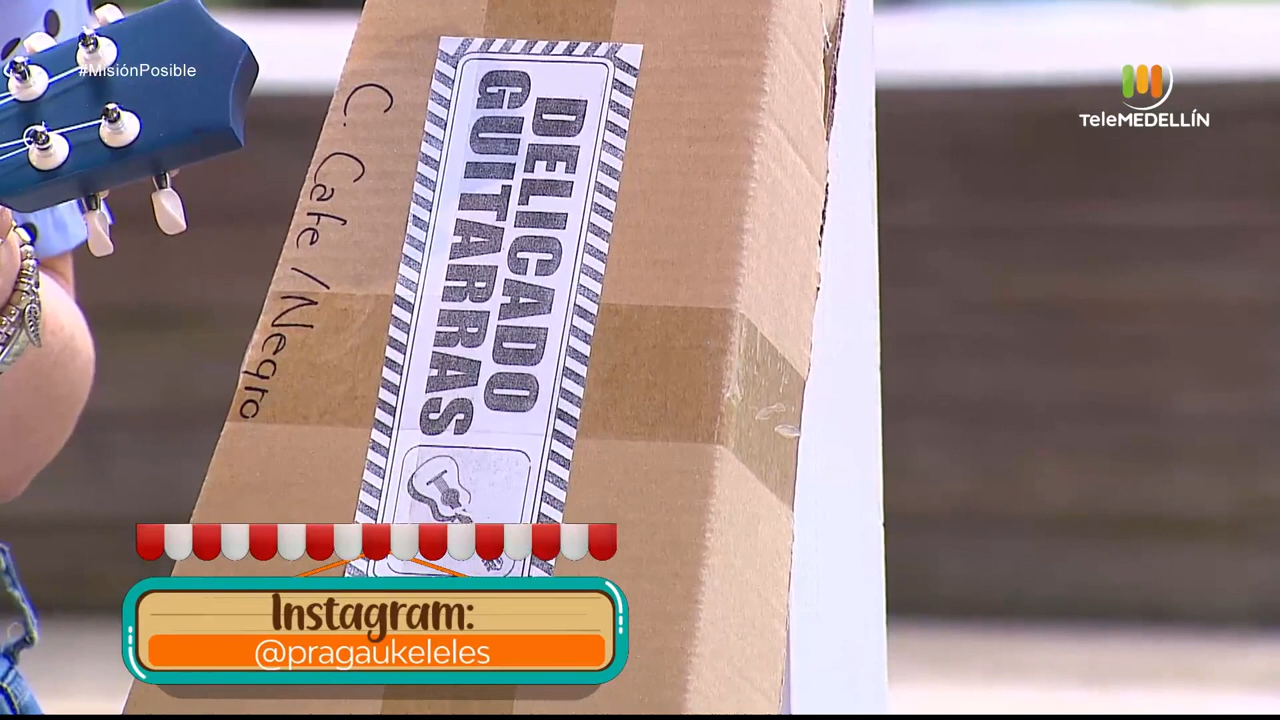 #MisiónPosible
TeleMEDELLÍN
C. Cafe / Negro
DELICADO
GUITARRAS
Instagram:
@pragaukeleles